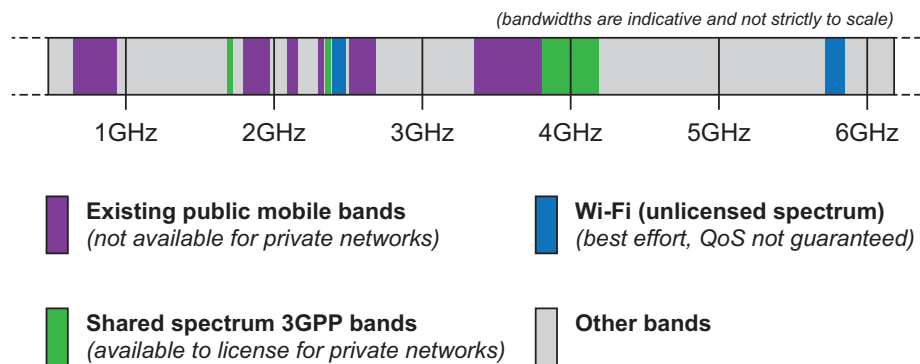 (bandwidths are indicative and not strictly to scale)
1GHz 2GHz 3GHz 4GHz 5GHz 6GHz
Existing public mobile bands
(not available for private networks)
Wi-Fi (unlicensed spectrum)
(best effort, QoS not guaranteed)
Shared spectrum 3GPP bands
(available to license for private networks)
Other bands